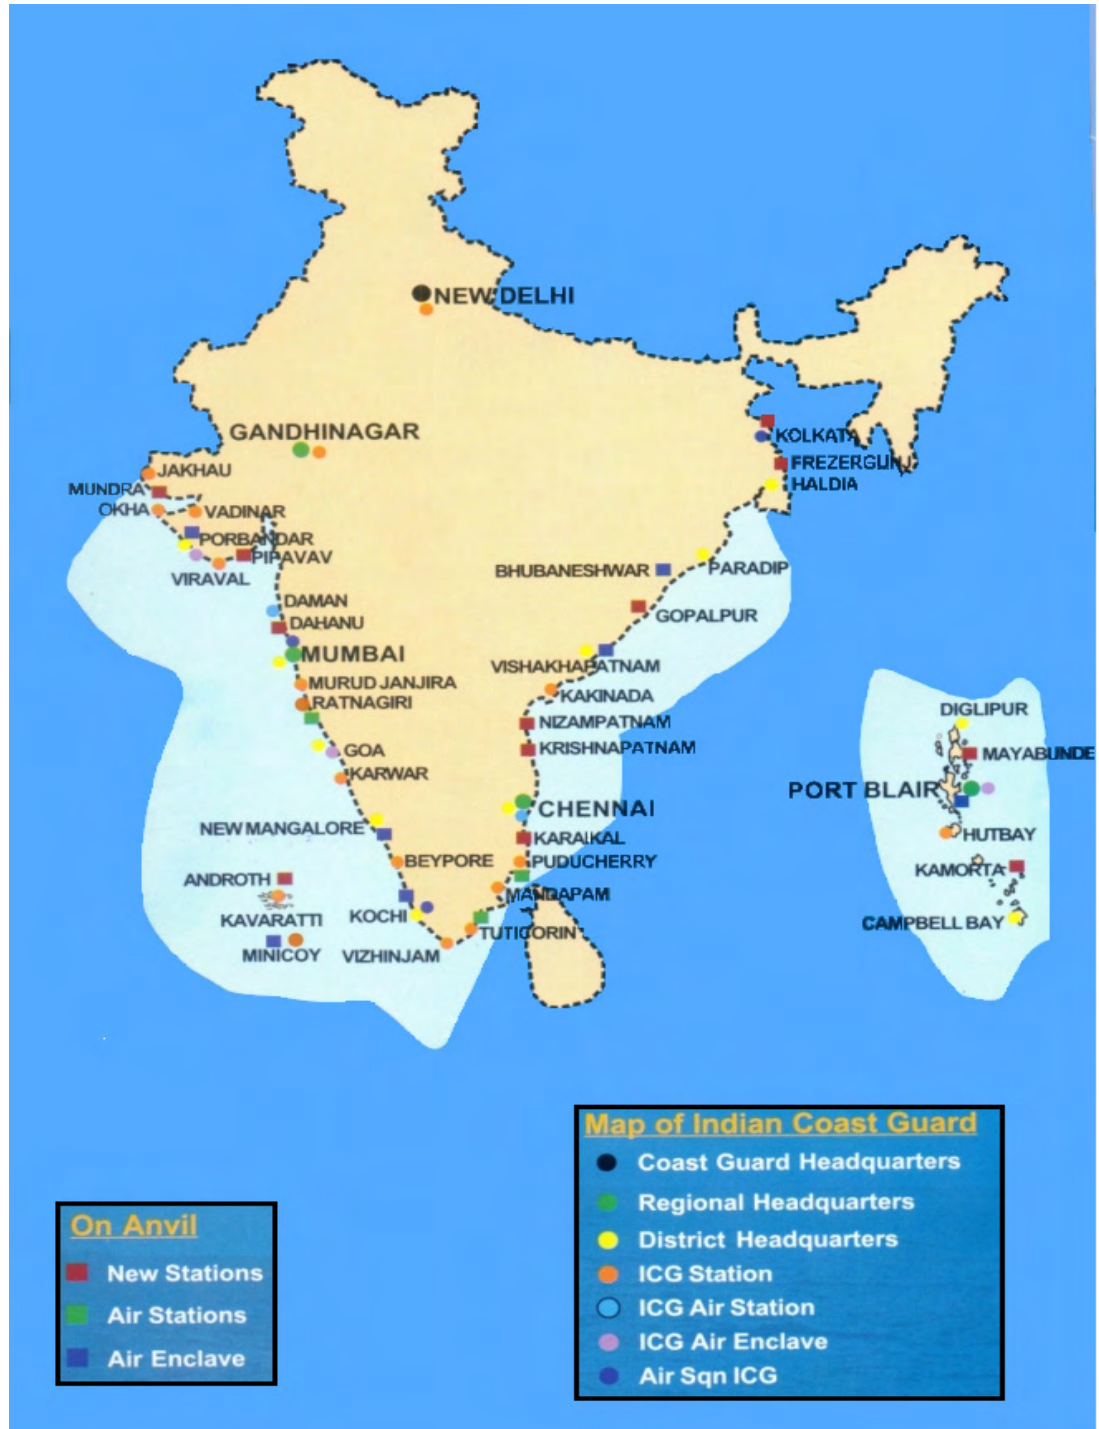 NEW DELHI
GANDHINAGAR
JAKHAU
MUNDRA
OKHA
VADINAR
PORBANDAR
PIPAVAV
VIRAVAL
DAMAN
DAHANU
MUMBAI
MURUD JANJIRA
RATNAGIRI
GOA
KARWAR
NEW MANGALORE
BEYPORE
ANDROTH
KAVARATTI
MINICOY
KOCHI
VIZHINJAM
KOLKATA
FREZERGUNJ
HALDIA
BHUBANESHWAR
PARADIP
GOPALPUR
VISHAKHAPATNAM
KAKINADA
NIZAMPATNAM
KRISHNAPATNAM
CHENNAI
KARAIKAL
PUDUCHERRY
MANDAPAM
TUTICORIN
DIGLIPUR
MAYABUNDE
PORT BLAIR
HUTBAY
KAMORTA
CAMPBELL BAY
On Anvil
New Stations
Air Stations
Air Enclave
Map of Indian Coast Guard
Coast Guard Headquarters
Regional Headquarters
District Headquarters
ICG Station
ICG Air Station
ICG Air Enclave
Air Sqn ICG